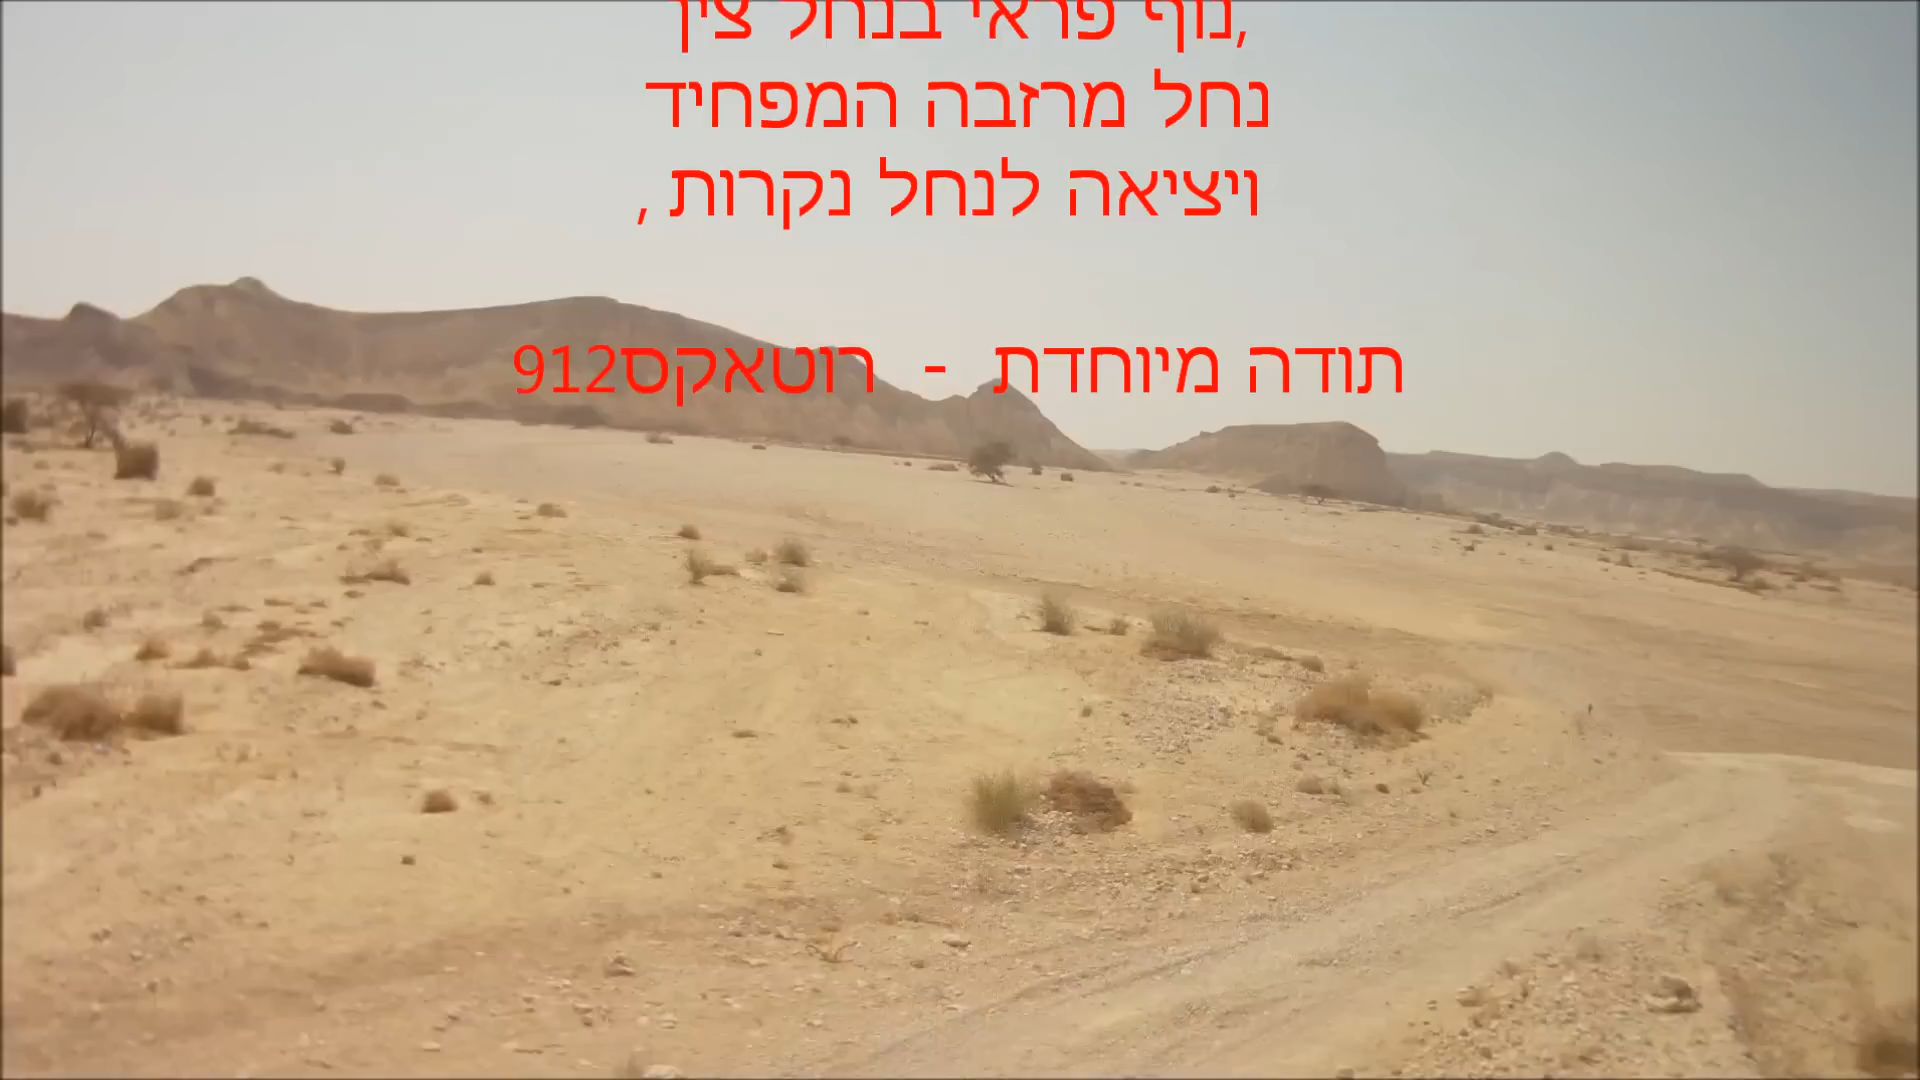 נוף פראי בנחל צין,
נחל מרזבה המפחיד
ויציאה לנחל נקרות ,
תודה מיוחדת - רוטאקס912